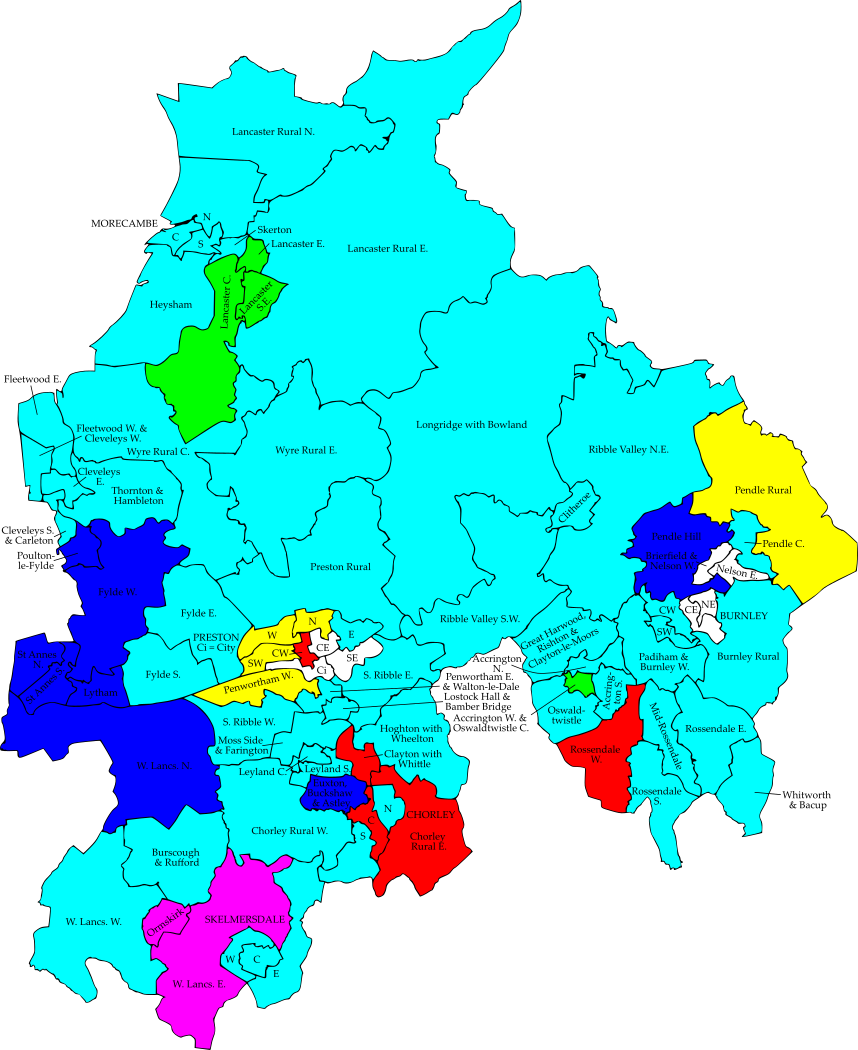 Lancaster Rural N.
MORECAMBE
N
C
S
Skerton
Lancaster E.
Lancaster Rural E.
Heysham
Lancaster C.
Lancaster
S.E.
Fleetwood E.
Fleetwood W. &
Cleveleys W.
Wyre Rural C.
Wyre Rural E.
Longridge with Bowland
Ribble Valley N.E.
Cleveleys
E.
Thornton &
Hambleton
Pendle Rural
Clitheroe
Cleveleys S.
& Carleton
Poulton-
le-Fylde
Pendle Hill
Pendle C.
Brierfield &
Nelson W.
Nelson E.
Preston Rural
Fylde W.
Fylde E.
Ribble Valley S.W.
PRESTON
Ci = City
N
W
E
CW
CE
SW
SE
Ci
CW
CE
NE
BURNLEY
SW
Great Harwood,
Rishton &
Clayton-le-Moors
Padiham &
Burnley W.
Burnley Rural
St Annes
N.
St Annes S.
Lytham
Fylde S.
Penwortham W.
S. Ribble E.
Accrington
N.
Penwortham E.
& Walton-le-Dale
Lostock Hall &
Bamber Bridge
Accrington W. &
Oswaldtwistle C.
Accring-
ton S.
Oswald-
twistle
S. Ribble W.
Hoghton with
Wheelton
Moss Side
& Farington
Clayton with
Whittle
Mid-Rossendale
Rossendale E.
Rossendale
W.
Leyland C.
Leyland S.
W. Lancs. N.
Euxton,
Buckshaw
& Astley
N
CHORLEY
C
S
Chorley
Rural E.
Chorley Rural W.
Rossendale
S.
Whitworth
& Bacup
Burscough
& Rufford
W. Lancs. W.
Ormskirk
SKELMERSDALE
W
C
E
W. Lancs. E.